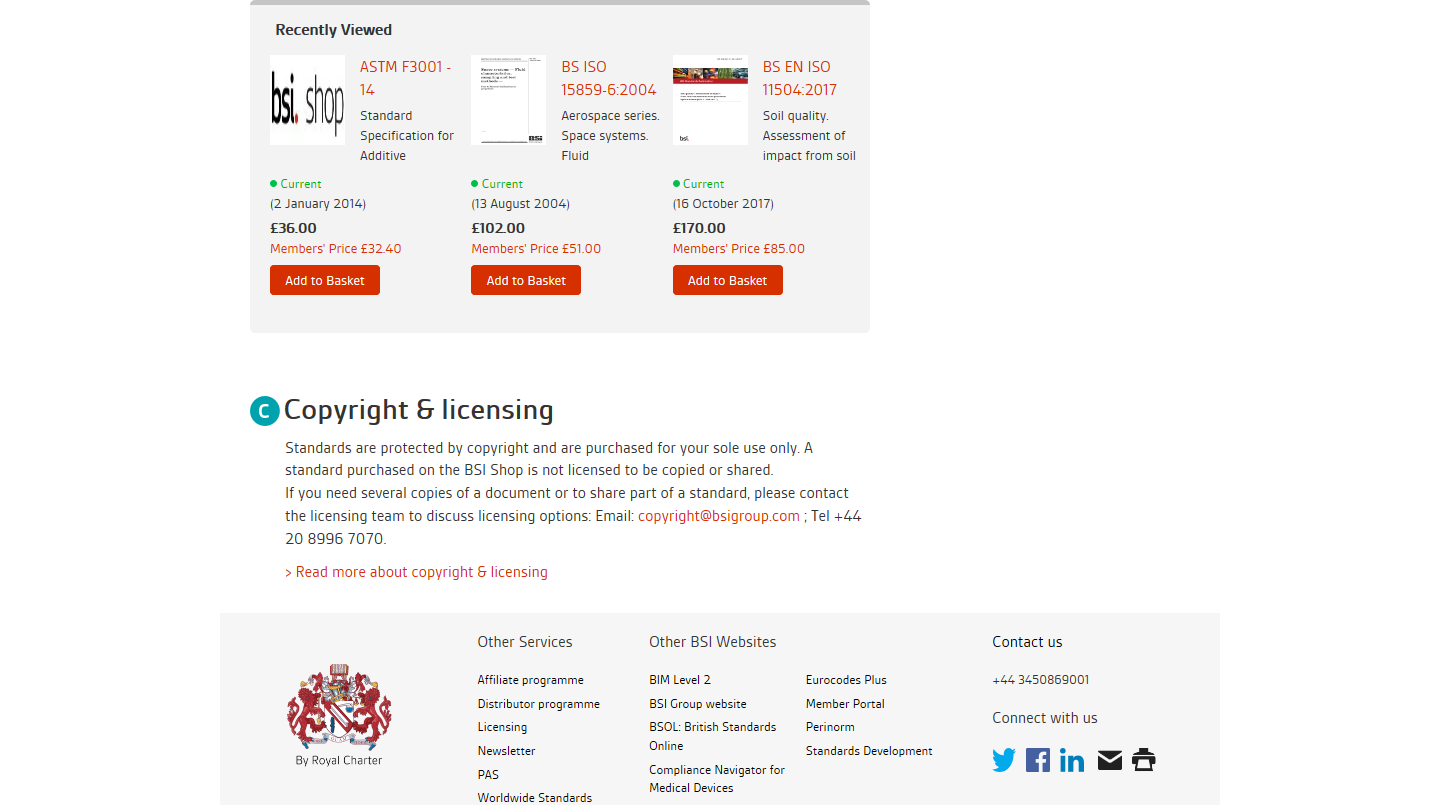 Recently Viewed
bsi. shop
ASTM F3001 -
14
Standard
Specification for
Additive
Current
(2 January 2014)
£36.00
Members' Price £32.40
Add to Basket
BSi
BS ISO
15859-6:2004
Aerospace series.
Space systems.
Fluid
Current
(13 August 2004)
£102.00
Members' Price £51.00
Add to Basket
bsi.
BS EN ISO
11504:2017
Soil quality.
Assessment of
impact from soil
Current
(16 October 2017)
£170.00
Members' Price £85.00
Add to Basket
C Copyright & licensing
Standards are protected by copyright and are purchased for your sole use only. A
standard purchased on the BSI Shop is not licensed to be copied or shared.
If you need several copies of a document or to share part of a standard, please contact
the licensing team to discuss licensing options: Email: copyright@bsigroup.com ; Tel +44
20 8996 7070.
> Read more about copyright & licensing
By Royal Charter
Other Services
Affiliate programme
Distributor programme
Licensing
Newsletter
PAS
Worldwide Standards
Other BSI Websites
BIM Level 2
BSI Group website
BSOL: British Standards
Online
Compliance Navigator for
Medical Devices
Eurocodes Plus
Member Portal
Perinorm
Standards Development
Contact us
+44 3450869001
Connect with us